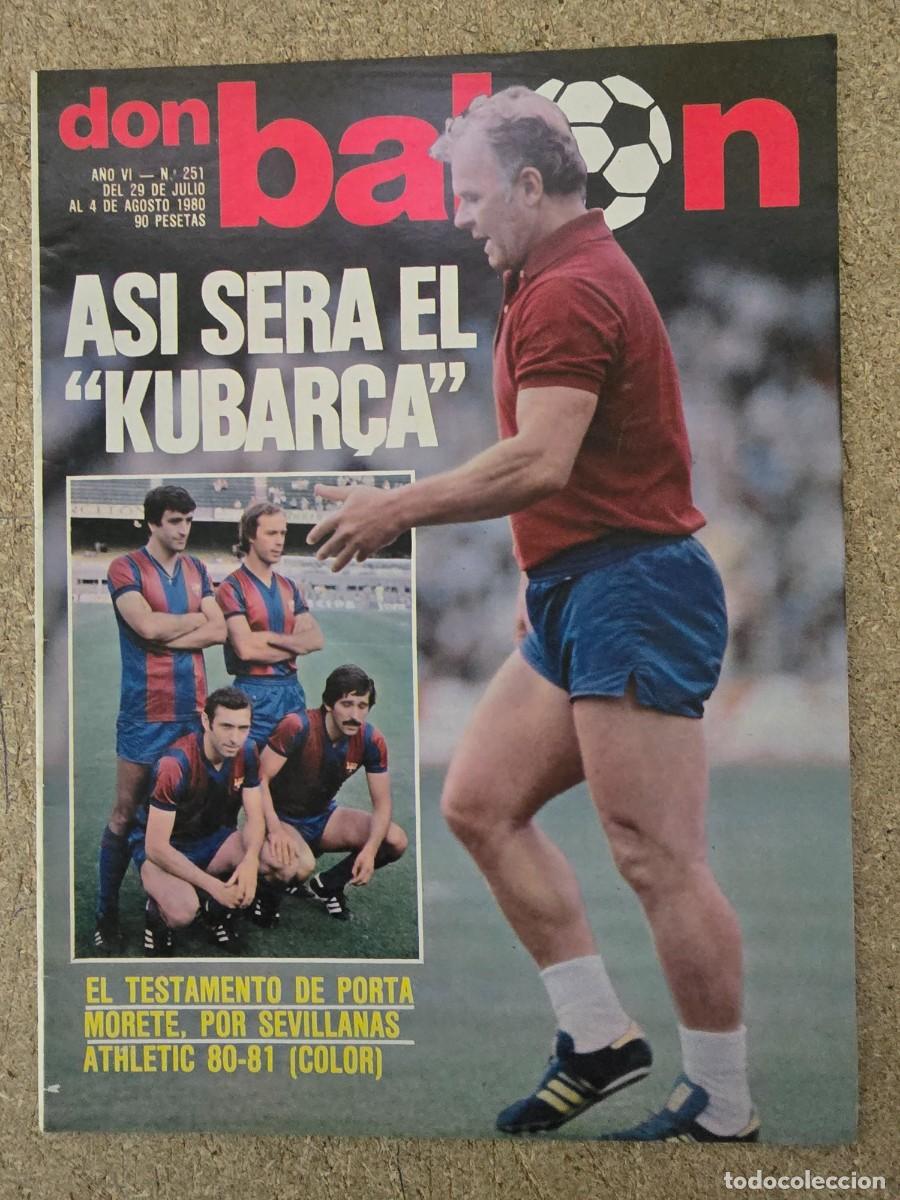 don balon
AÑO VI — N.º 251
DEL 29 DE JULIO
AL 4 DE AGOSTO 1980
90 PESETAS
ASI SERA EL
“KUBARÇA”
EL TESTAMENTO DE PORTA
MORETE, POR SEVILLANAS
ATHLETIC 80-81 (COLOR)
todocoleccion.net